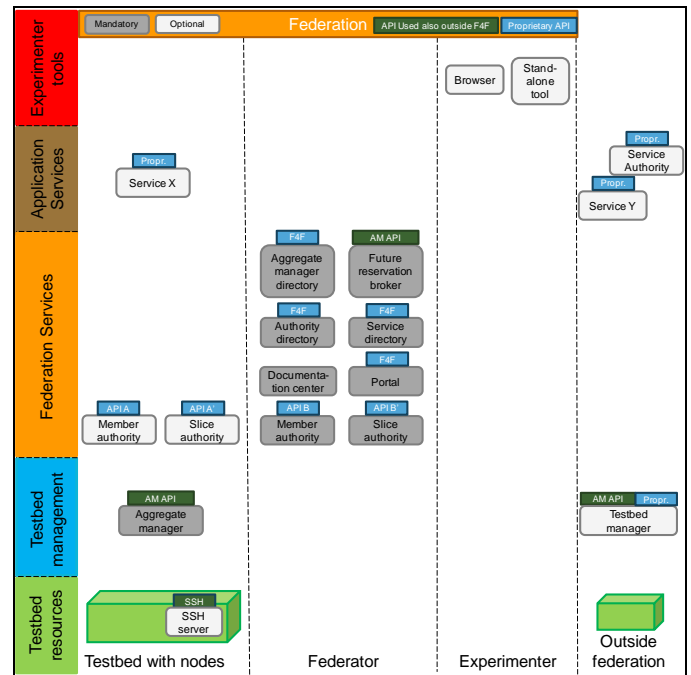 Mandatory
Optional
Federation
API Used also outside F4F
Proprietary API
Experimenter
tools
Browser
Stand-
alone
tool
Application
Services
Propr.
Service X
Propr.
Service
Authority
Propr.
Service Y
Federation Services
F4F
Aggregate
manager
directory
AM API
Future
reservation
broker
F4F
Authority
directory
F4F
Service
directory
Documenta-
tion center
F4F
Portal
API A
Member
authority
API A'
Slice
authority
API B
Member
authority
API B'
Slice
authority
Testbed
management
AM API
Aggregate
manager
AM API
Propr.
Testbed
manager
Testbed
resources
SSH
SSH
server
Testbed with nodes
Federator
Experimenter
Outside
federation